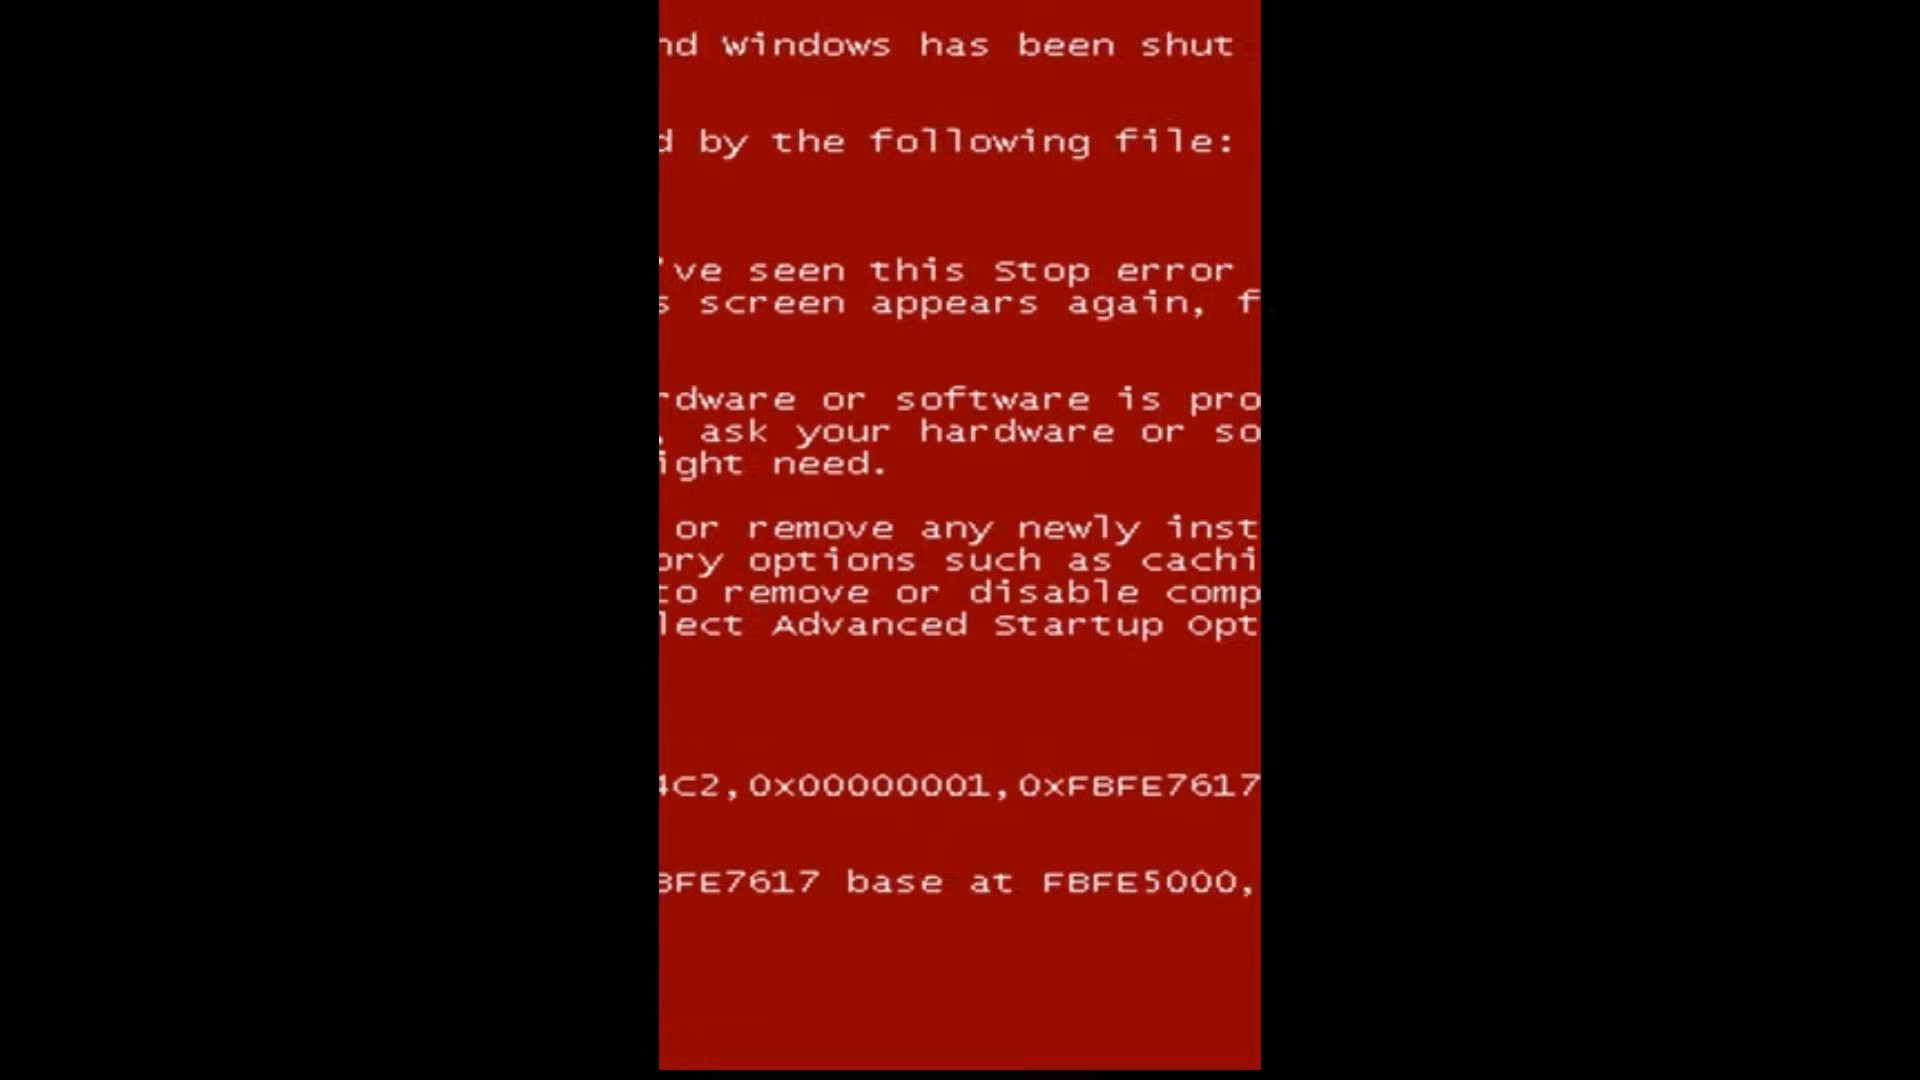 nd Windows has been shut
d by the following file:
've seen this Stop error
s screen appears again, f
rdware or software is pro
, ask your hardware or so
ight need.
or remove any newly inst
ory options such as cachi
to remove or disable comp
lect Advanced Startup Opt
4C2,0x00000001,0xFBFE7617
BFE7617 base at FBFE5000,